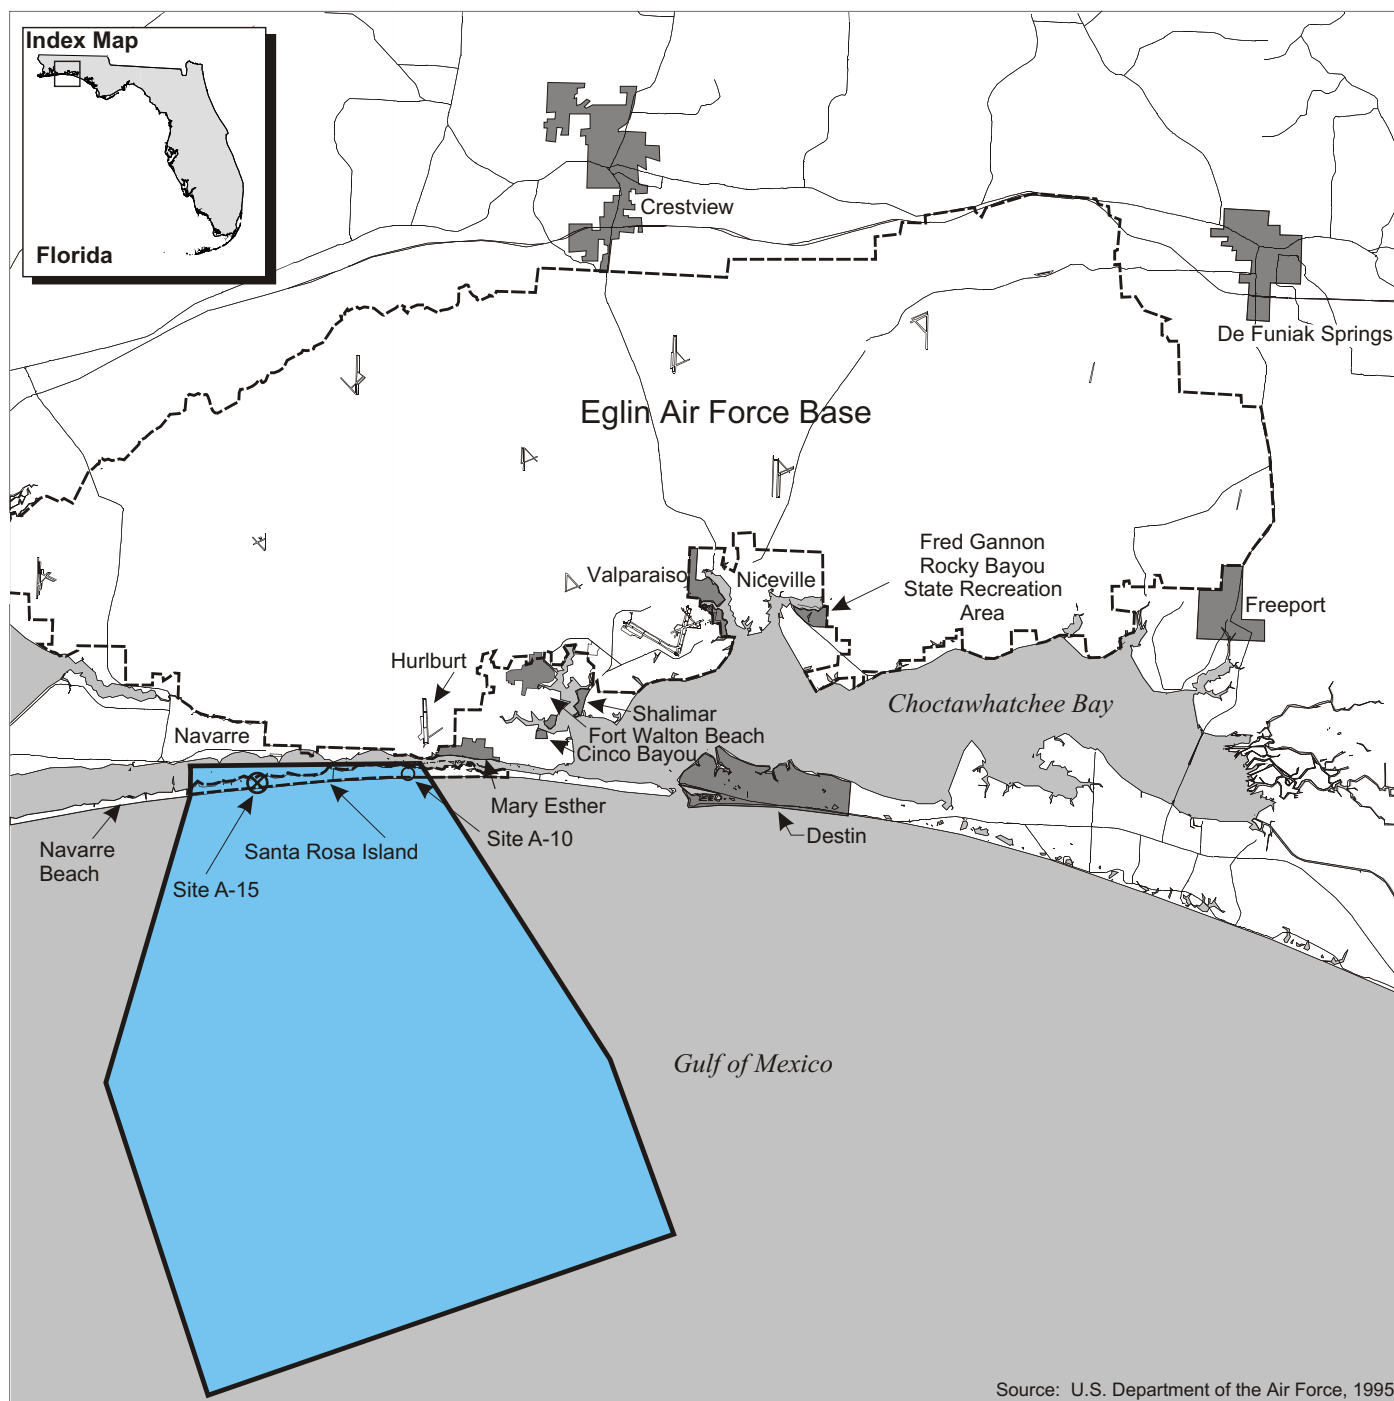 Index Map
Florida
Crestview
De Funiak Springs
Eglin Air Force Base
Fred Gannon
Rocky Bayou
State Recreation
Area
Valparaiso
Niceville
Freeport
Hurlburt
Choctawhatchee Bay
Shalimar
Navarre
Fort Walton Beach
Cinco Bayou
Mary Esther
Destin
Site A-10
Navarre
Beach
Santa Rosa Island
Site A-15
Gulf of Mexico
Source: U.S. Department of the Air Force, 1995